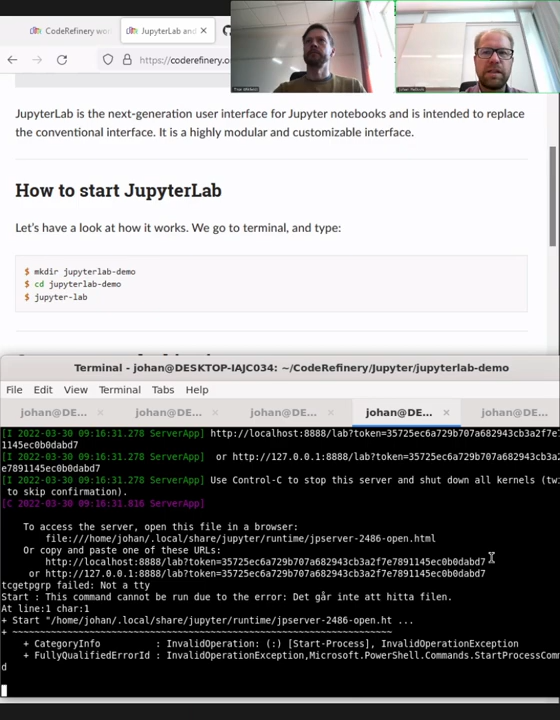 CodeRefinery wor
JupyterLab and
https://coderefinery.o
JupyterLab is the next-generation user interface for Jupyter notebooks and is intended to replace
the conventional interface. It is a highly modular and customizable interface.
How to start JupyterLab
Let's have a look at how it works. We go to terminal, and type:
$ mkdir jupyterlab-demo
$ cd jupyterlab-demo
$ jupyter-lab
Terminal - johan@DESKTOP-IAJC034: ~/CodeRefinery/Jupyter/jupyterlab-demo
File Edit View Terminal Tabs Help
johan@DE... johan@DE... johan@DE... johan@DE... johan@DE...
[I 2022-03-30 09:16:31.278 ServerApp] http://localhost:8888/lab?token=35725ec6a729b707a682943cb3a2f7e
1145ec0b0dabd7
[I 2022-03-30 09:16:31.278 ServerApp]  or http://127.0.0.1:8888/lab?token=35725ec6a729b707a682943cb3a2
e7891145ec0b0dabd7
[I 2022-03-30 09:16:31.278 ServerApp] Use Control-C to stop this server and shut down all kernels (twi
 to skip confirmation).
[C 2022-03-30 09:16:31.816 ServerApp]
To access the server, open this file in a browser:
file:///home/johan/.local/share/jupyter/runtime/jpserver-2486-open.html
Or copy and paste one of these URLs:
http://localhost:8888/lab?token=35725ec6a729b707a682943cb3a2f7e7891145ec0b0dabd7
or http://127.0.0.1:8888/lab?token=35725ec6a729b707a682943cb3a2f7e7891145ec0b0dabd7
tcgetpgrp failed: Not a tty
Start : This command cannot be run due to the error: Det går inte att hitta filen.
At line:1 char:1
+ Start "/home/johan/.local/share/jupyter/runtime/jpserver-2486-open.ht ...
+ ~~~~~~~~~~~~~~~~~~~~~~~~~~~~~~~~~~~~~~~~~~~~~~~~~~~~~~~~~~~~~~~~~
+ CategoryInfo : InvalidOperation: (:) [Start-Process], InvalidOperationException
+ FullyQualifiedErrorId : InvalidOperationException,Microsoft.PowerShell.Commands.StartProcessComm
d